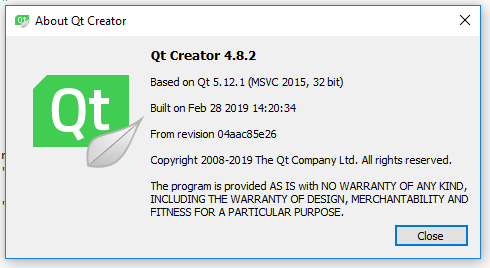 About Qt Creator
Qt
Qt Creator 4.8.2
Based on Qt 5.12.1 (MSVC 2015, 32 bit)
Built on Feb 28 2019 14:20:34
From revision 04aac85e26
Copyright 2008-2019 The Qt Company Ltd. All rights reserved.
The program is provided AS IS with NO WARRANTY OF ANY KIND,
INCLUDING THE WARRANTY OF DESIGN, MERCHANTABILITY AND
FITNESS FOR A PARTICULAR PURPOSE.
Close